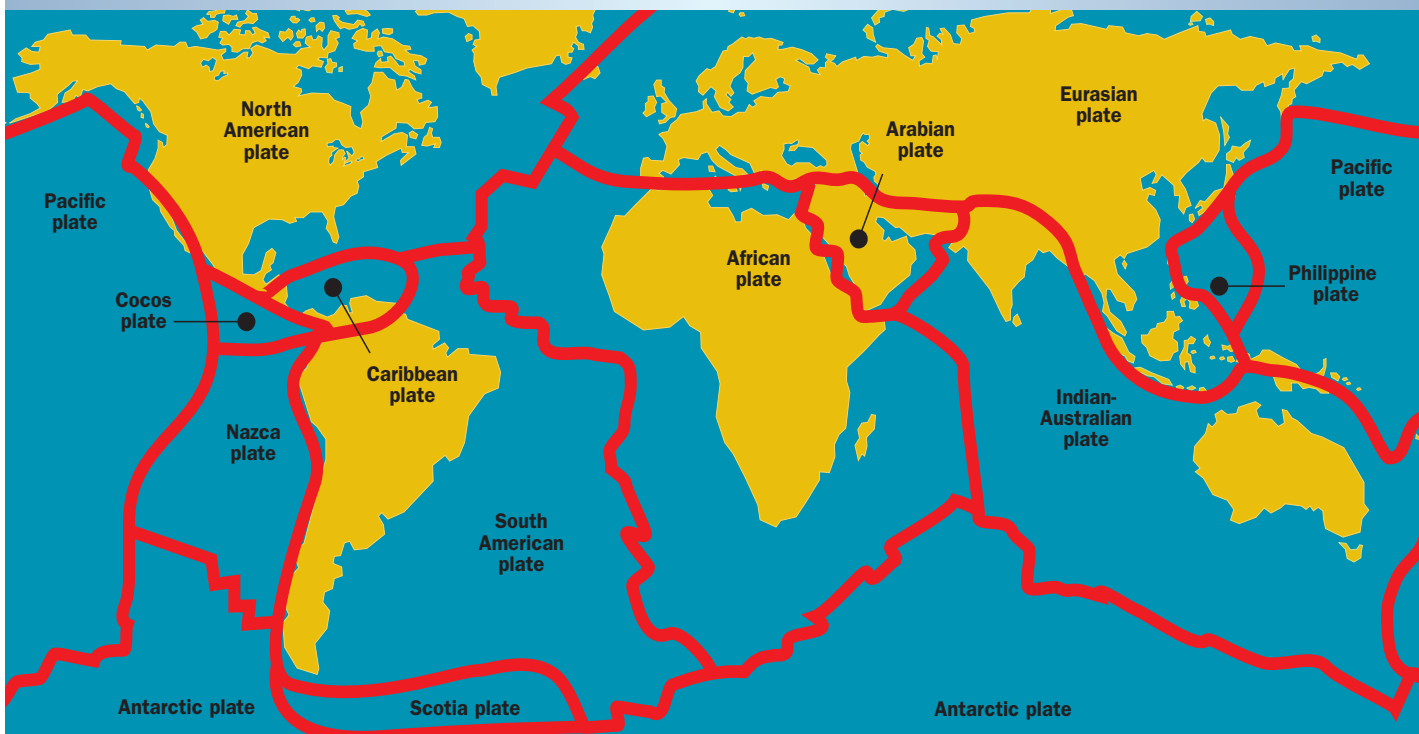 North
American
plate
Eurasian
plate
Arabian
plate
Pacific
plate
Pacific
plate
African
plate
Philippine
plate
Cocos
plate
Caribbean
plate
Indian-
Australian
plate
Nazca
plate
South
American
plate
Antarctic plate
Scotia plate
Antarctic plate